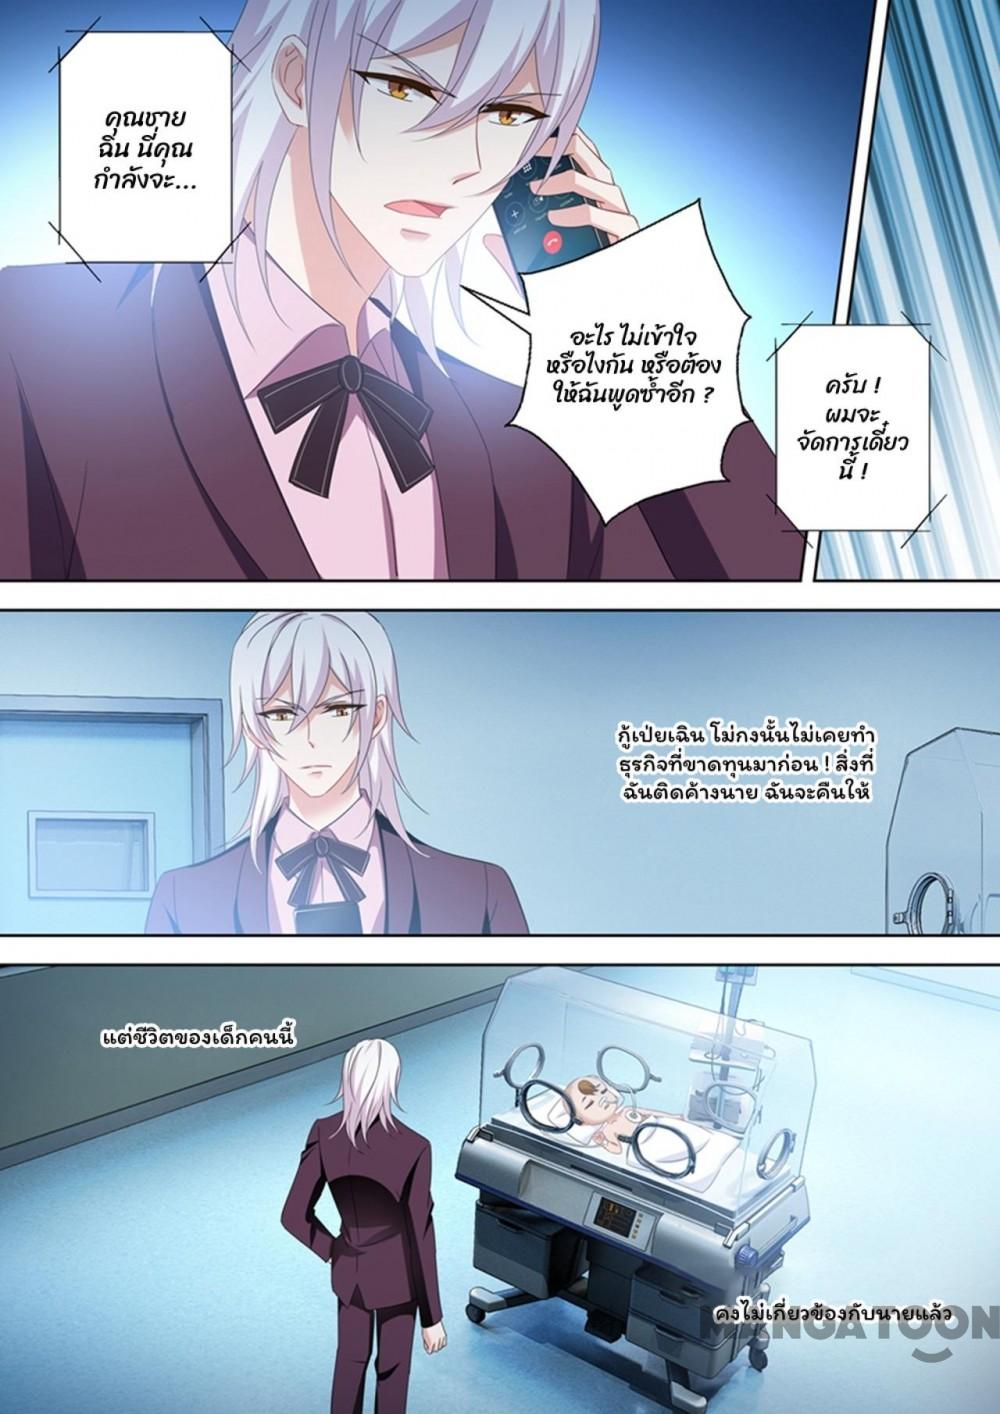 คุณชาย
ฉิน นี่คุณ
กำลังจะ...
อะไร ไม่เข้าใจ
หรือไงกัน หรือต้อง
ให้ฉันพูดซ้ำอีก ?
ครับ !
ผมจะ
จัดการเดี๋ยว
นี้ !
กู้เป่ยเฉิน โม่กงนั้นไม่เคยทำ
ธุรกิจที่ขาดทุนมาก่อน ! สิ่งที่
ฉันติดค้างนาย ฉันจะคืนให้
แต่ชีวิตของเด็กคนนี้
คงไม่เกี่ยวข้องกับนายแล้ว
MANGATOON